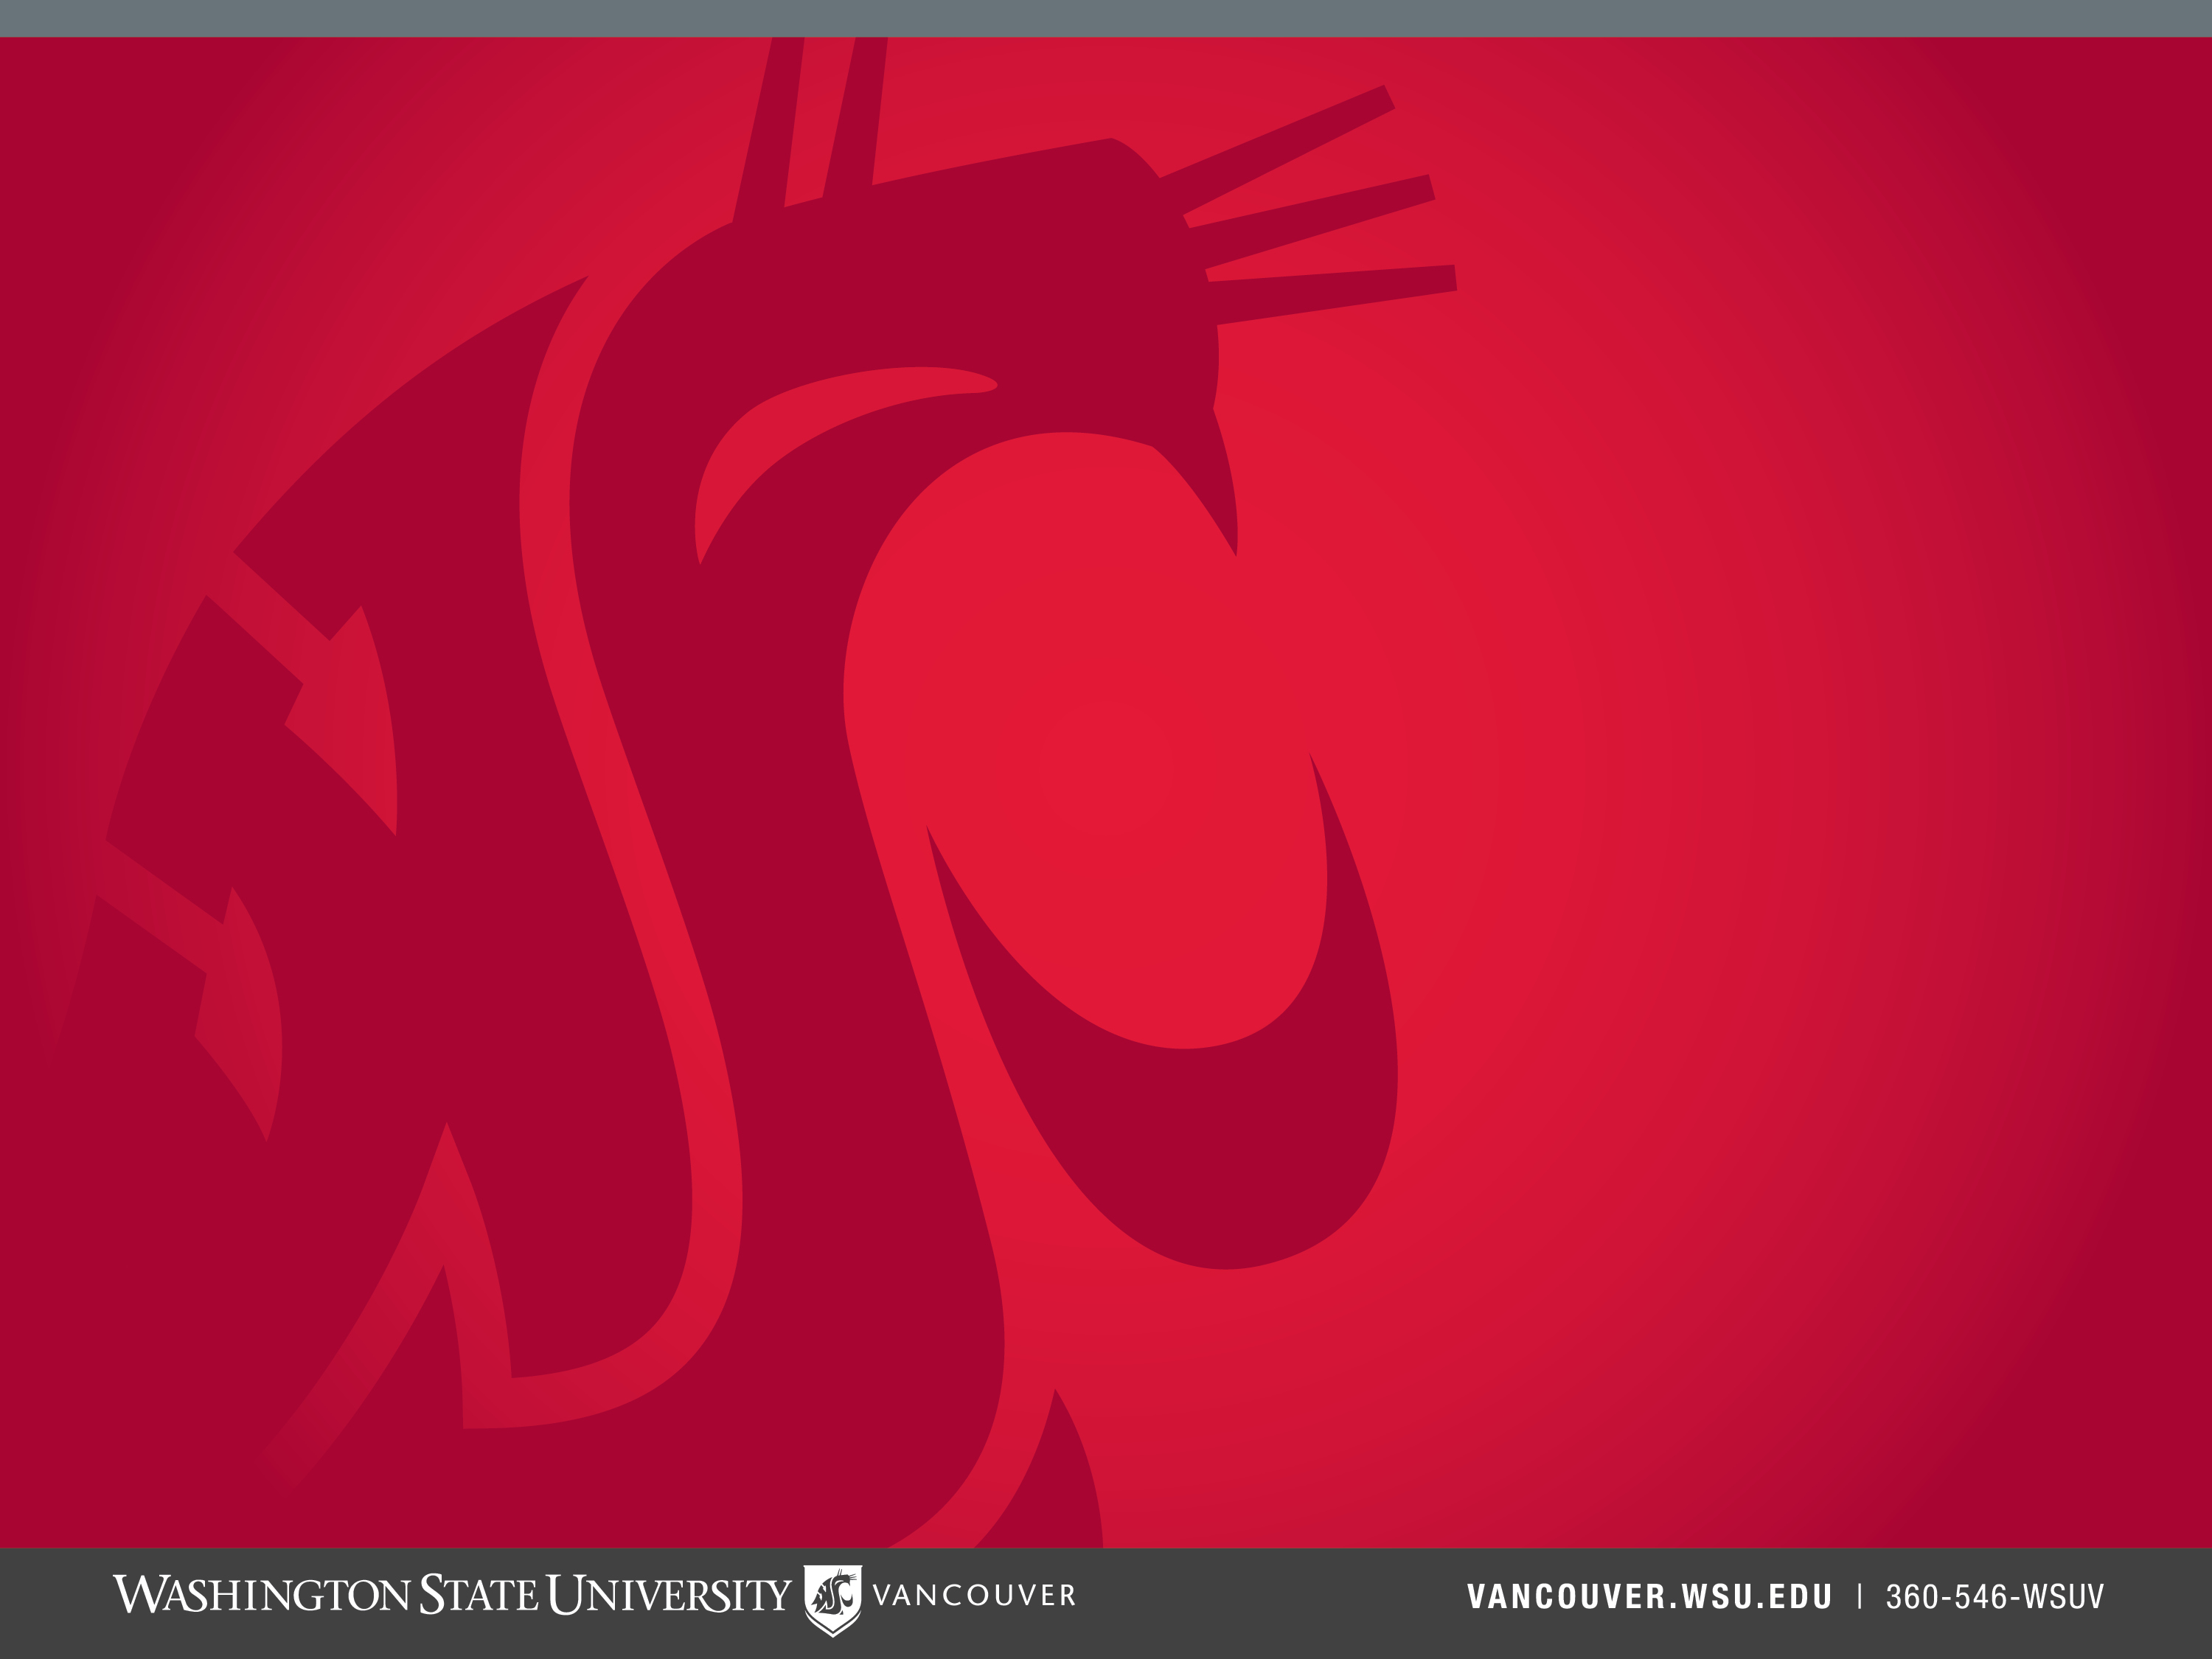 WASHINGTON STATE UNIVERSITY VANCOUVER
VANCOUVER.WSU.EDU | 360-546-WSUV